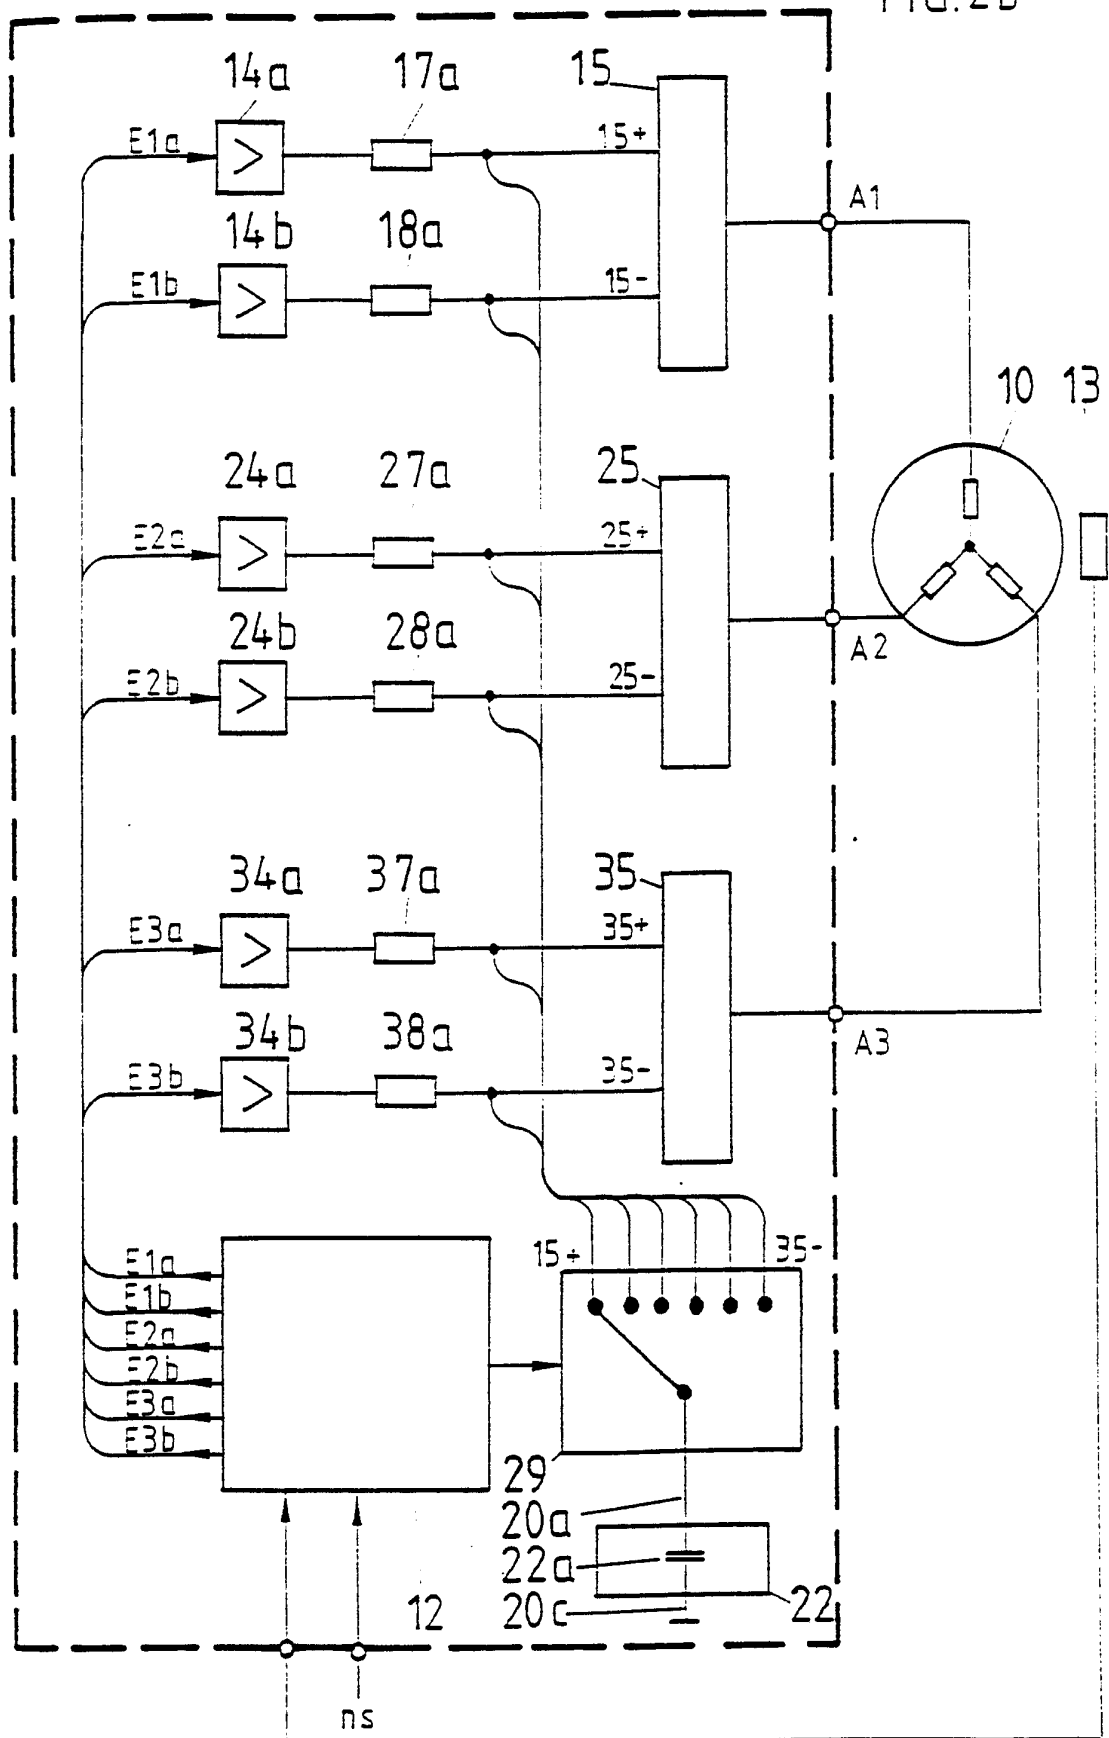 FIG. 2b
14a 17a 15
E1a 15+
A1
14b 18a
E1b 15-
10 13
24a 27a 25
E2a 25+
24b 28a
A2
E2b 25-
34a 37a 35
E3a 35+
34b 38a
A3
E3b 35-
15+ 35-
E1a
E1b
E2a
E2b
E3a
E3b
29
20a
22a
12 20c 22
ns